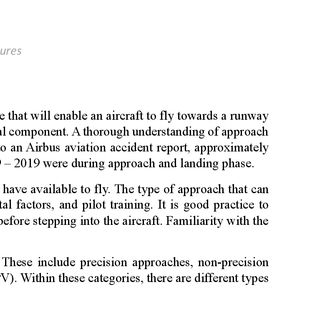 ures
e that will enable an aircraft to fly towards a runway
al component. A thorough understanding of approach
o an Airbus aviation accident report, approximately
9 – 2019 were during approach and landing phase.
have available to fly. The type of approach that can
tal factors, and pilot training. It is good practice to
before stepping into the aircraft. Familiarity with the
These include precision approaches, non-precision
V). Within these categories, there are different types